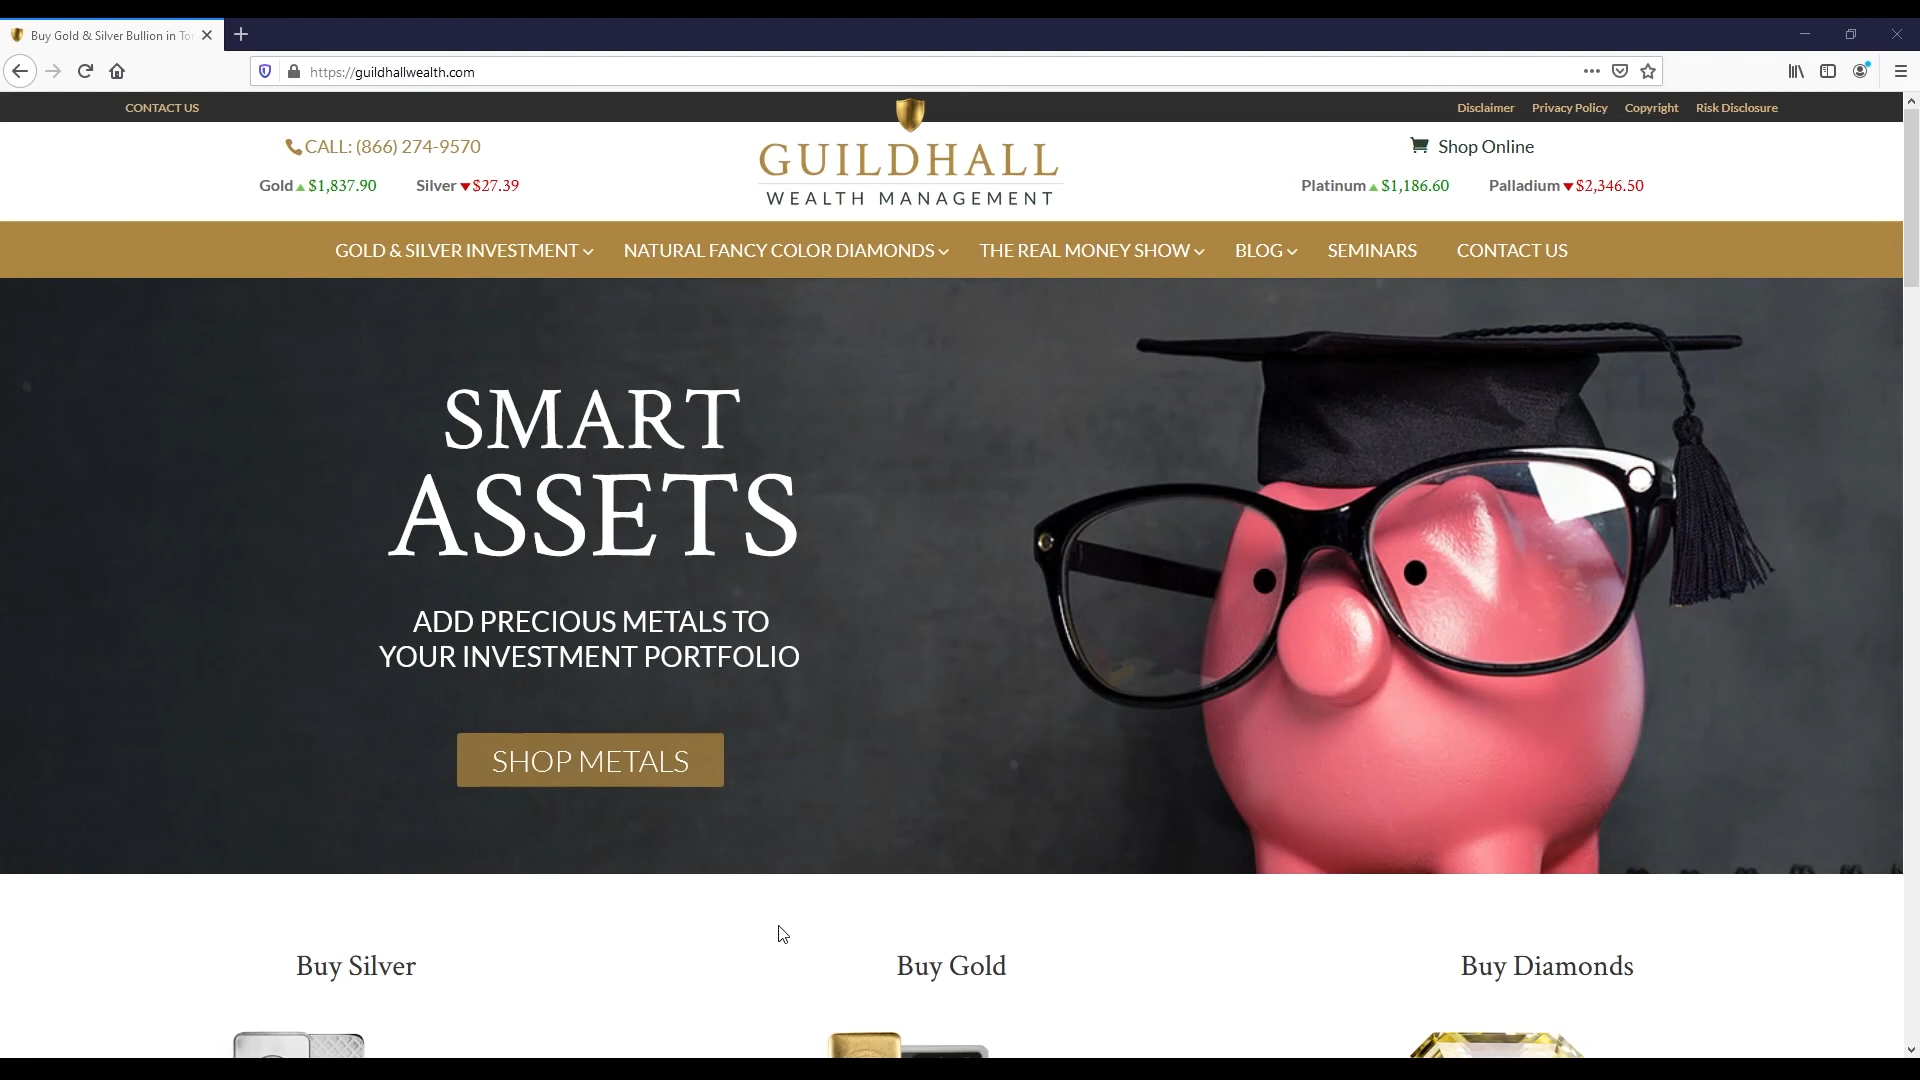 Buy Gold & Silver Bullion in Tor
https://guildhallwealth.com
CONTACT US
Disclaimer Privacy Policy Copyright Risk Disclosure
CALL: (866) 274-9570
Gold $1,837.90 Silver $27.39
GUILDHALL
WEALTH MANAGEMENT
Shop Online
Platinum $1,186.60 Palladium $2,346.50
GOLD & SILVER INVESTMENT NATURAL FANCY COLOR DIAMONDS THE REAL MONEY SHOW BLOG SEMINARS CONTACT US
SMART
ASSETS
ADD PRECIOUS METALS TO
YOUR INVESTMENT PORTFOLIO
SHOP METALS
Buy Silver Buy Gold Buy Diamonds